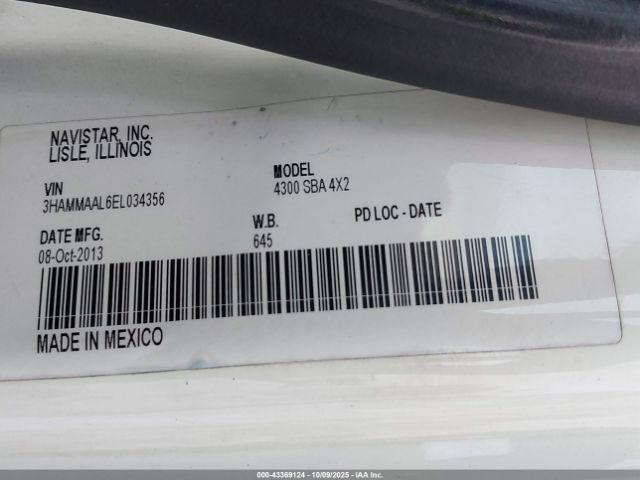 NAVISTAR, INC.
LISLE, ILLINOIS
VIN
3HAMMAAL6EL034356
MODEL
4300 SBA 4X2
DATE MFG.
08-Oct-2013
W.B.
645
PD LOC - DATE
MADE IN MEXICO
000-43369124 - 10/09/2025 - IAA Inc.